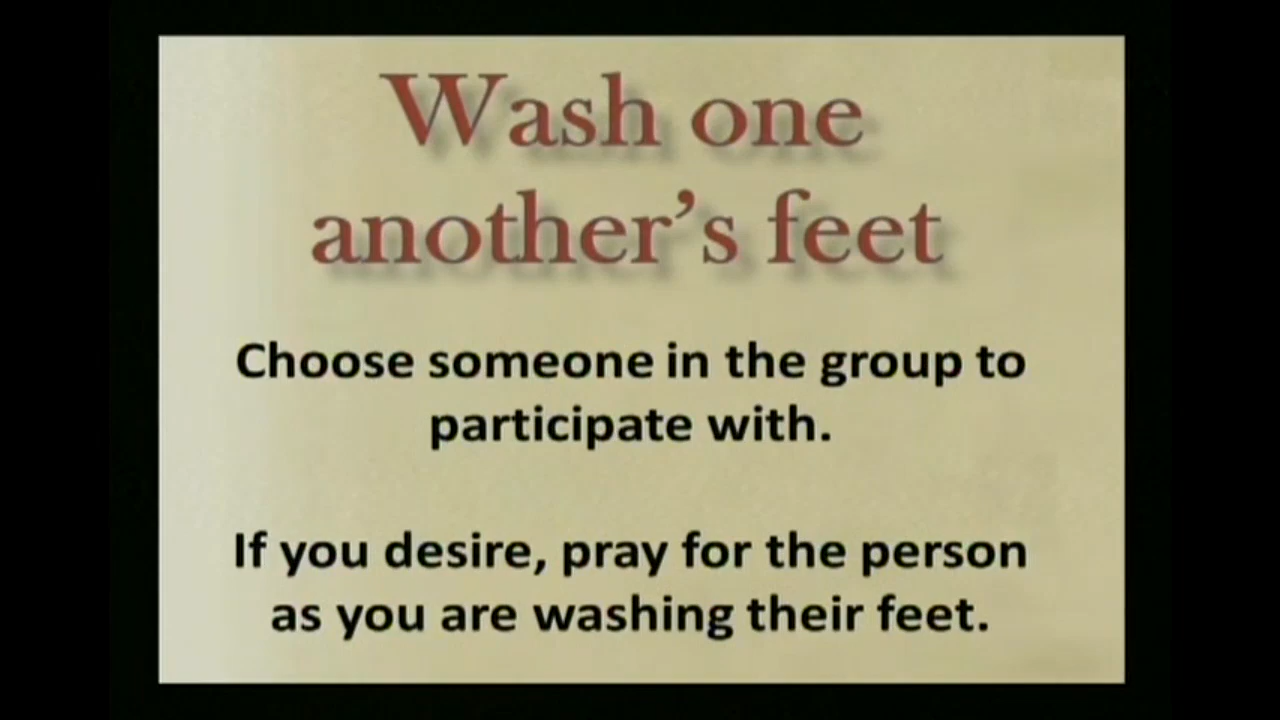 Wash one
another’s feet
Choose someone in the group to
participate with.
If you desire, pray for the person
as you are washing their feet.